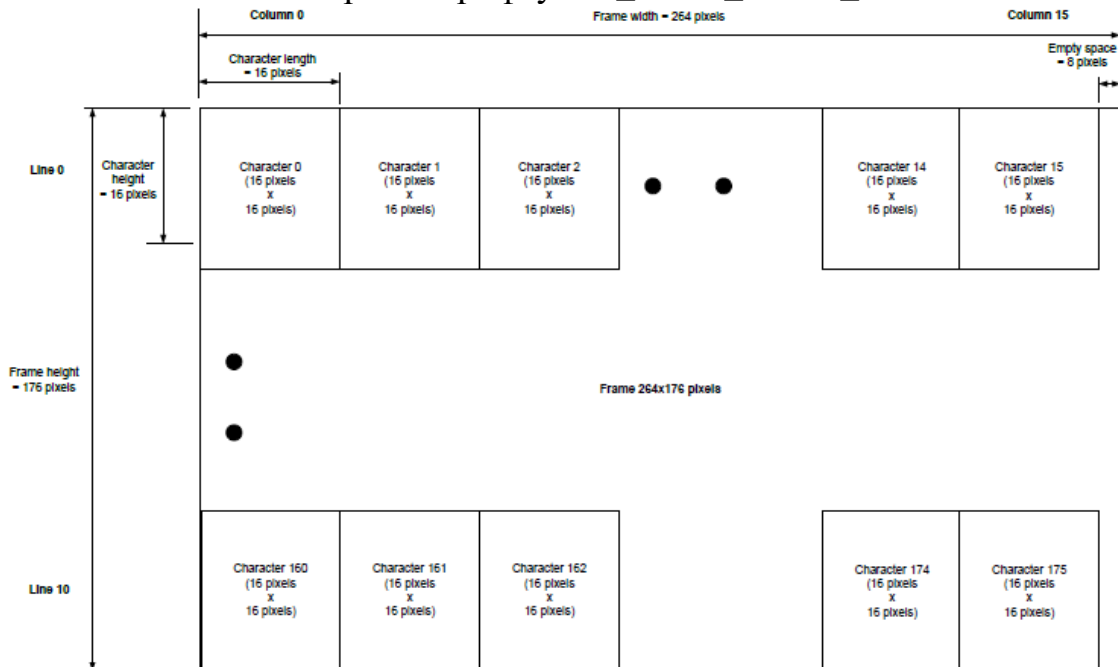 Column 0
Frame width = 264 pixels
Column 15
Character length
= 16 pixels
Empty space
= 8 pixels
Line 0
Character
height
= 16 pixels
Character 0
(16 pixels
x
16 pixels)
Character 1
(16 pixels
x
16 pixels)
Character 2
(16 pixels
x
16 pixels)
Character 14
(16 pixels
x
16 pixels)
Character 15
(16 pixels
x
16 pixels)
Frame height
= 176 pixels
Frame 264x176 pixels
Line 10
Character 160
(16 pixels
x
16 pixels)
Character 161
(16 pixels
x
16 pixels)
Character 162
(16 pixels
x
16 pixels)
Character 174
(16 pixels
x
16 pixels)
Character 175
(16 pixels
x
16 pixels)